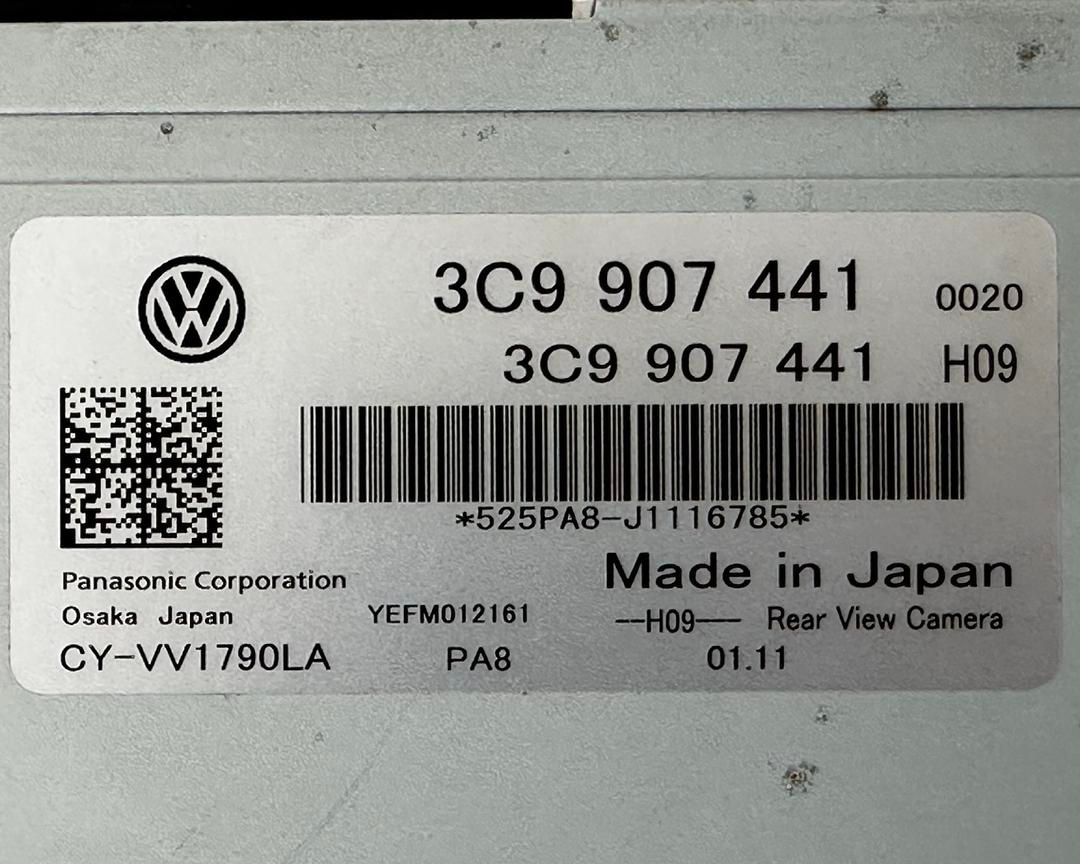 VW
3C9 907 441 0020
3C9 907 441 H09
*525PA8-J1116785*
Made in Japan
Panasonic Corporation
Osaka Japan YEFM012161 --H09-- Rear View Camera
CY-VV1790LA PA8 01.11